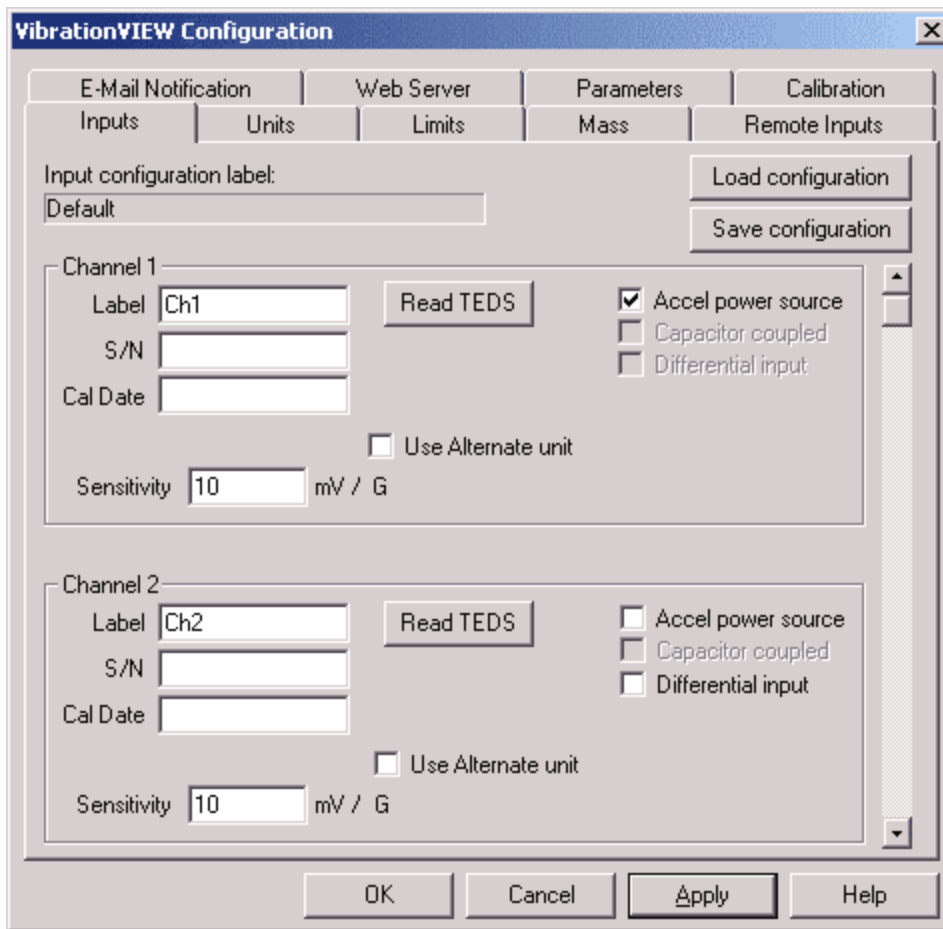 VibrationVIEW Configuration
E-Mail Notification Web Server Parameters Calibration
Inputs Units Limits Mass Remote Inputs
Input configuration label:
Load configuration
Default
Save configuration
Channel 1
Label Ch1 Read TEDS Accel power source
Capacitor coupled
S/N
Differential input
Cal Date
Use Alternate unit
Sensitivity 10 mV / G
Channel 2
Label Ch2 Read TEDS Accel power source
Capacitor coupled
S/N
Differential input
Cal Date
Use Alternate unit
Sensitivity 10 mV / G
OK Cancel Apply Help